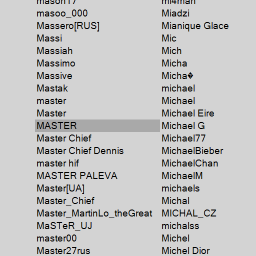 mason17 mi4man
masoo_000 Miadzi
Massero[RUS] Mianique Glace
Massi Mic
Massiah Mich
Massimo Micha
Massive Micha�
Mastak michael
master michael
Master Michael Eire
MASTER Michael G
Master Chief Michael77
Master Chief Dennis MichaelBieber
master hif MichaelChan
MASTER PALEVA MichaelM
Master[UA] michaels
Master_Chief Michal
Master_MartinLo_theGreat MICHAL_CZ
MaSTeR_UJ michalss
master00 Michel
Master27rus Michel Dior